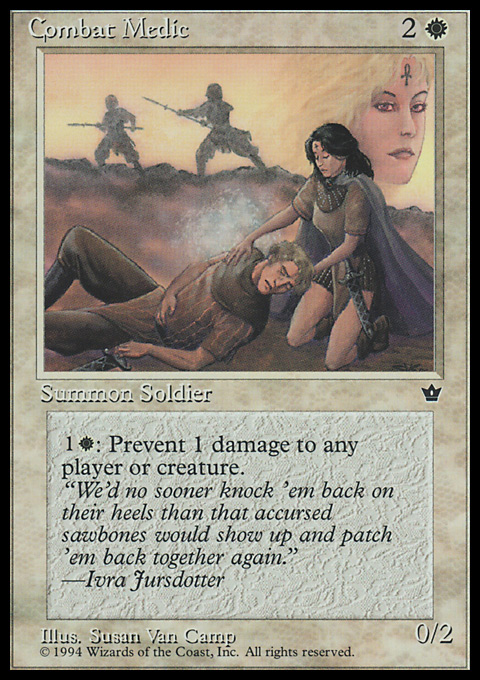 Combat Medic 2
Summon Soldier
1 : Prevent 1 damage to any
player or creature.
“We’d no sooner knock ’em back on
their heels than that accursed
sawbones would show up and patch
’em back together again.”
—Ivra Jursdotter
Illus. Susan Van Camp 0/2
© 1994 Wizards of the Coast, Inc. All rights reserved.